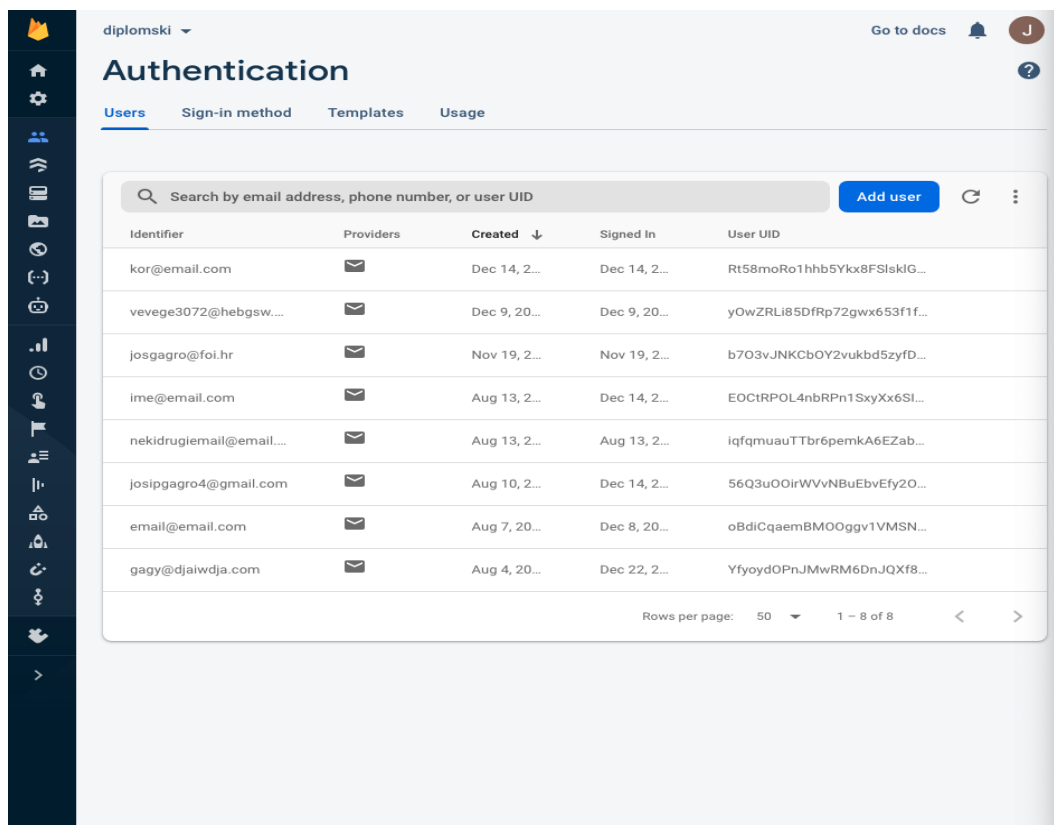 diplomski Go to docs J
Authentication
Users Sign-in method Templates Usage
Search by email address, phone number, or user UID Add user
Identifier Providers Created Signed In User UID
kor@email.com Dec 14, 2... Dec 14, 2... Rt58moRo1hhb5Ykx8FSlsklG...
vevege3072@hebgsw.... Dec 9, 20... Dec 9, 20... yOwZRLi85DfRp72gwx653f1f...
josgagro@foi.hr Nov 19, 2... Nov 19, 2... b7O3vJNKCbOY2vukbd5zyfD...
ime@email.com Aug 13, 2... Dec 14, 2... EOCtRPOL4nbRPn1SxyXx6SI...
nekidrugiemail@email.... Aug 13, 2... Aug 13, 2... iqfqmuauTTbr6pemkA6EZab...
josipgagro4@gmail.com Aug 10, 2... Dec 14, 2... 56Q3uOOirWVvNBuEbvEfy2O...
email@email.com Aug 7, 20... Dec 8, 20... oBdiCqaemBMOOggv1VMSN...
gagy@djaiwdja.com Aug 4, 20... Dec 22, 2... YfyoydOPnJMwRM6DnJQXf8...
Rows per page: 50 1 – 8 of 8